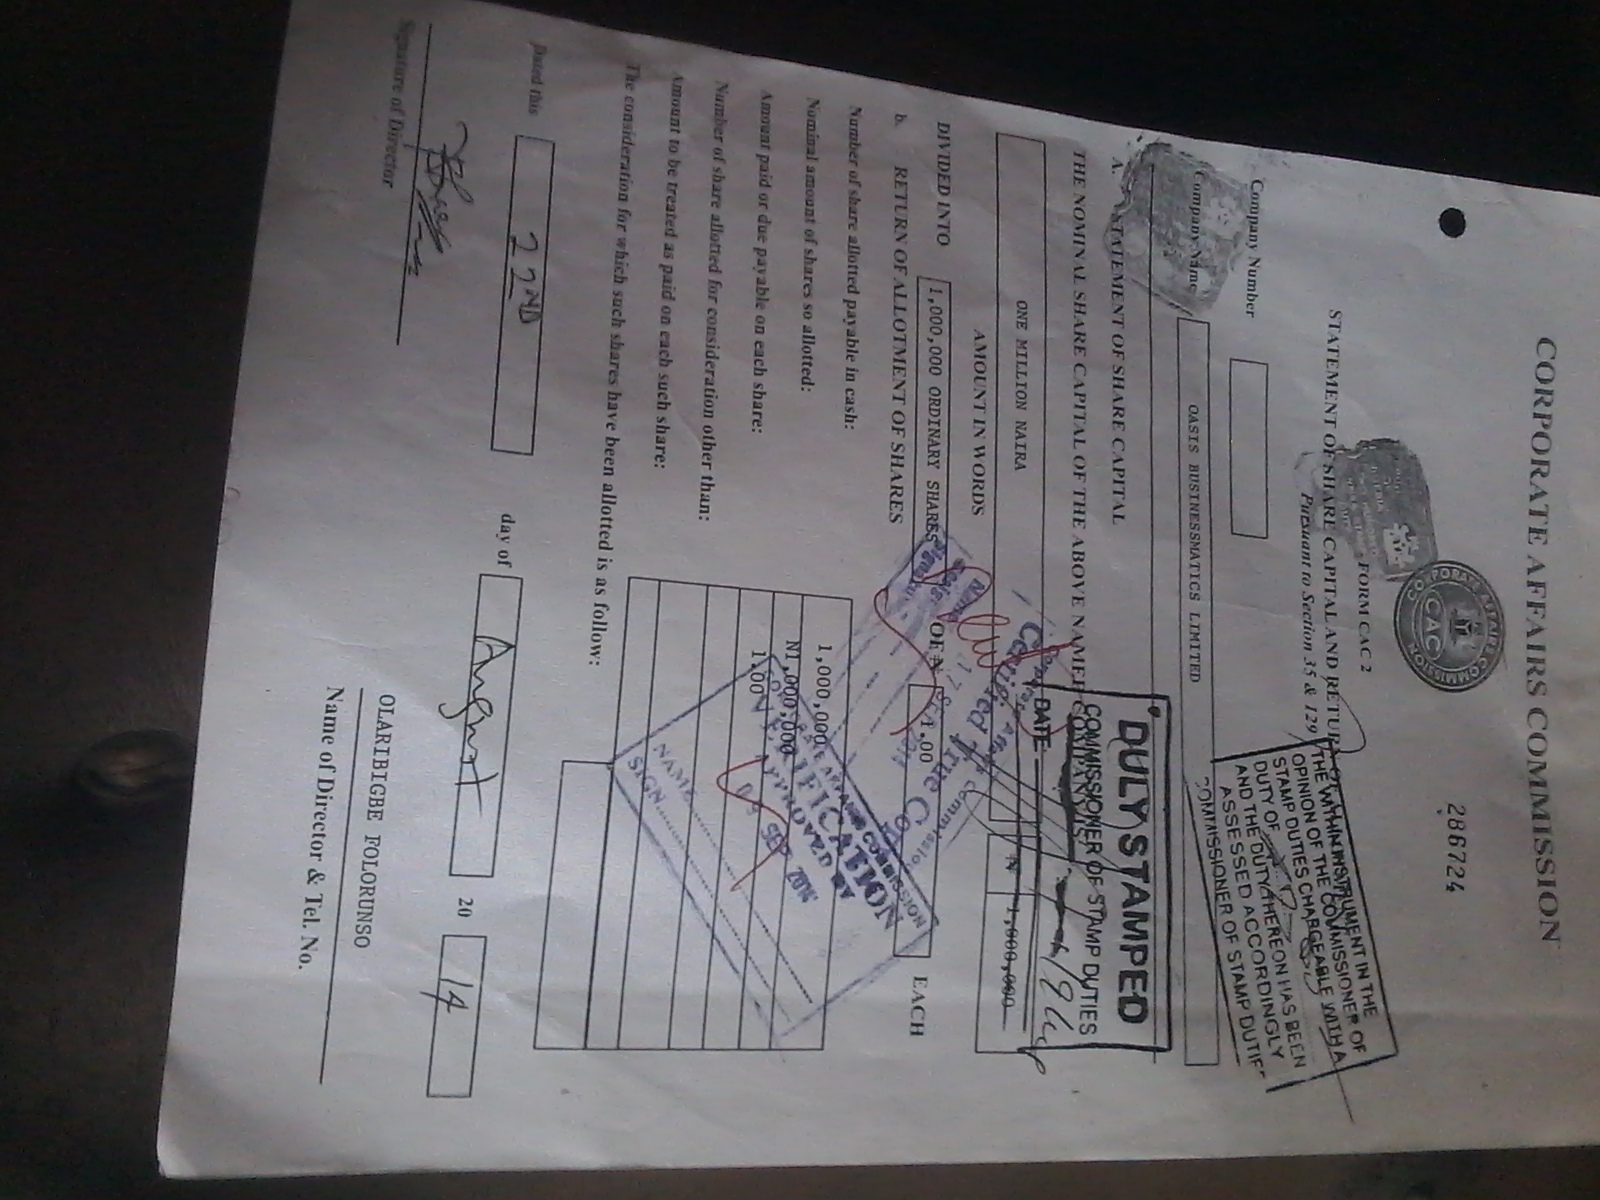 CORPORATE AFFAIRS COMMISSION
CORPORATE AFFAIRS COMMISSION
CAC
286724
FORM CAC 2
STATEMENT OF SHARE CAPITAL AND RETURN OF
Pursuant to Section 35 & 129
THE WITHIN INSTRUMENT IN THE
OPINION OF THE COMMISSIONER OF
STAMP DUTIES CHARGEABLE WITH A
DUTY OF
AND THE DUTY THEREON HAS BEEN
ASSESSED ACCORDINGLY
COMMISSIONER OF STAMP DUTIES
Company Number
Company Name
OASIS BUSINESSMATICS LIMITED
DULY STAMPED
COMMISSIONER OF STAMP DUTIES
DATE:
A. STATEMENT OF SHARE CAPITAL
THE NOMINAL SHARE CAPITAL OF THE ABOVE NAMED COMPANY IS:
ONE MILLION NAIRA
₦ 1,000,000
AMOUNT IN WORDS
Corporate Affairs Commission
Certified True Copy
17 SEP 2014
Name
DIVIDED INTO 1,000,000 ORDINARY SHARES OF ₦ 1.00 EACH
b. RETURN OF ALLOTMENT OF SHARES
Number of share allotted payable in cash: 1,000,000
Nominal amount of shares so allotted: N1,000,000
Amount paid or due payable on each share: 1.00
Number of share allotted for consideration other than:
Amount to be treated as paid on each such share:
The consideration for which such shares have been allotted is as follow:
CORPORATE AFFAIRS COMMISSION
VERIFICATION
APPROVED BY
09 SEP 2014
NAME
SIGN
Dated this 22ND day of August 20 14
Signature of Director
OLARIBIGBE FOLORUNSO
Name of Director & Tel. No.